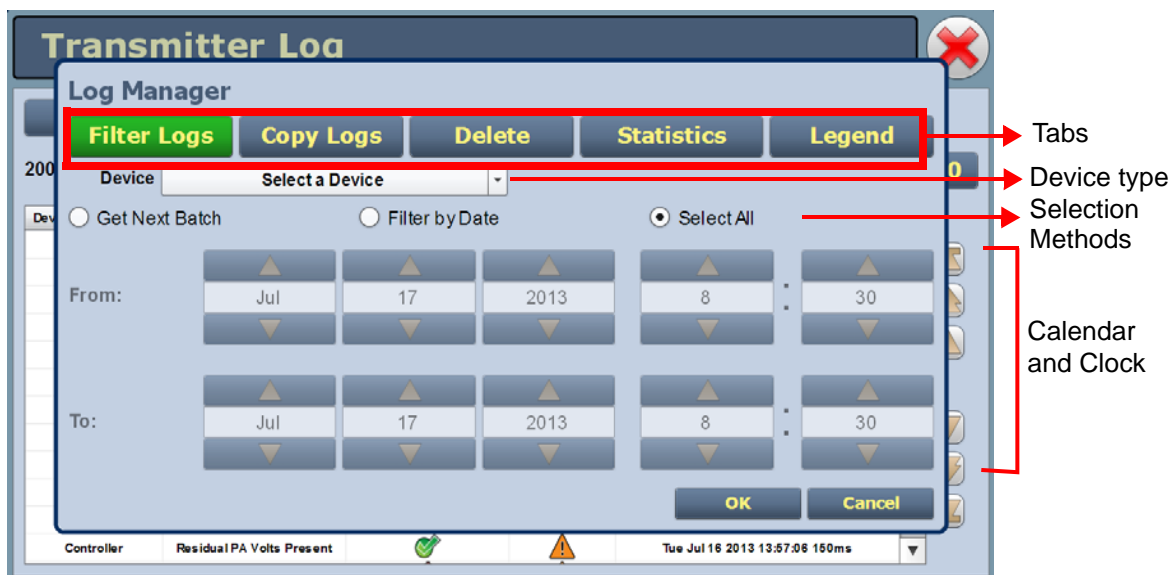 Transmitter Log
Log Manager
Filter Logs Copy Logs Delete Statistics Legend
Tabs
200
0
Device Select a Device
Device type
Dev
Get Next Batch Filter by Date Select All
Selection
Methods
From: Jul 17 2013 8 : 30
Calendar
and Clock
To: Jul 17 2013 8 : 30
OK Cancel
Controller Residual PA Volts Present Tue Jul 16 2013 13:57:06 150ms